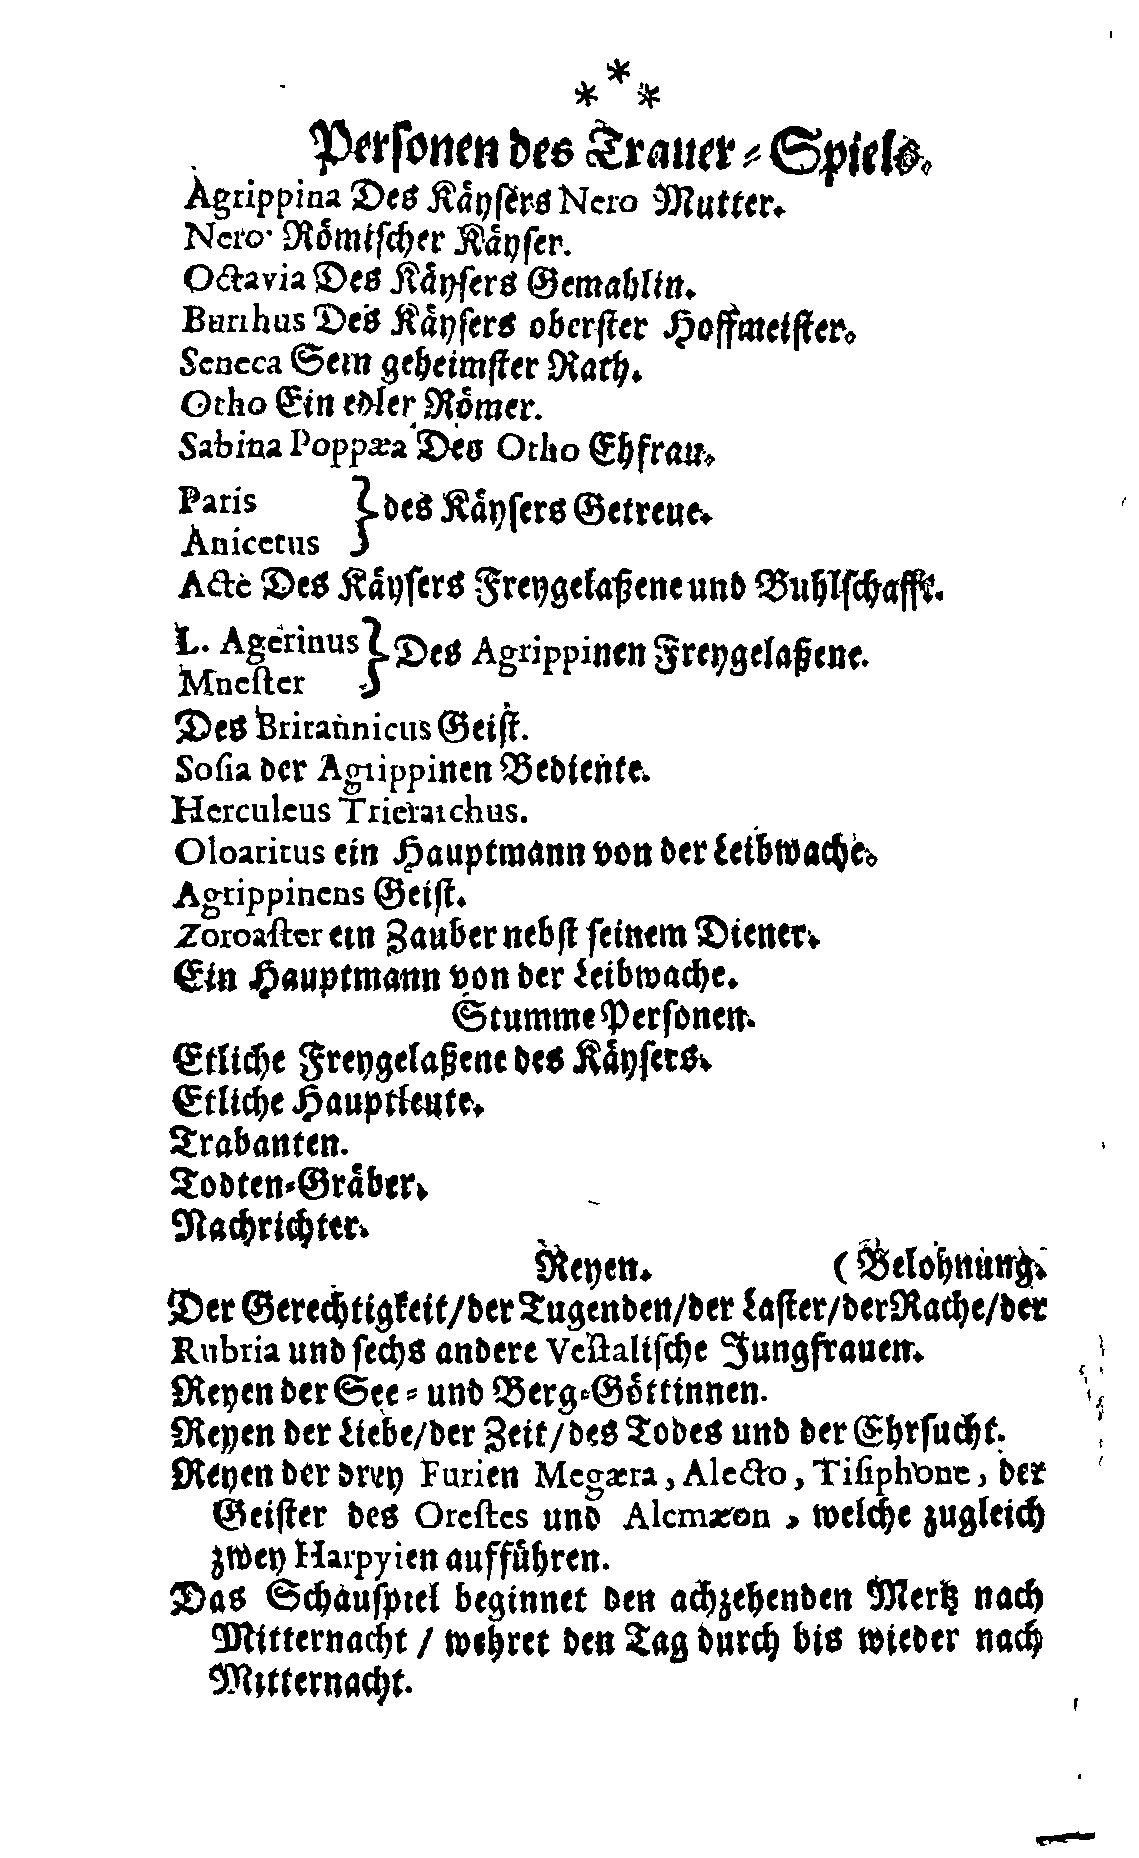 ***
Personen des Trauer-Spiels.
Agrippina Des Käysers Nero Mutter.
Nero Römischer Käyser.
Octavia Des Käysers Gemahlin.
Burrhus Des Käysers oberster Hoffmeister.
Seneca Sein geheimster Rath.
Otho Ein edler Römer.
Sabina Poppæa Des Otho Ehfrau.
Paris
Anicetus } des Käysers Getreue.
Acte Des Käysers Freygelaßene und Buhlschafft.
L. Agerinus
Mnester } Des Agrippinen Freygelaßene.
Des Britannicus Geist.
Sosia der Agrippinen Bediente.
Herculeus Trierarchus.
Oloaritus ein Hauptmann von der Leibwache.
Agrippinens Geist.
Zoroaster ein Zauber nebst seinem Diener.
Ein Hauptmann von der Leibwache.
Stumme Personen.
Etliche Freygelaßene des Käysers.
Etliche Hauptleute.
Trabanten.
Todten-Gräber.
Nachrichter.
Reyen. (Belohnung.
Der Gerechtigkeit/der Tugenden/der Laster/der Rache/der
Rubria und sechs andere Vestalische Jungfrauen.
Reyen der See- und Berg-Göttinnen.
Reyen der Liebe/der Zeit/des Todes und der Ehrsucht.
Reyen der drey Furien Megæra, Alecto, Tisiphone, der
Geister des Orestes und Alcmæon, welche zugleich
zwey Harpyien aufführen.
Das Schauspiel beginnet den achzehenden Mertz nach
Mitternacht / wehret den Tag durch bis wieder nach
Mitternacht.